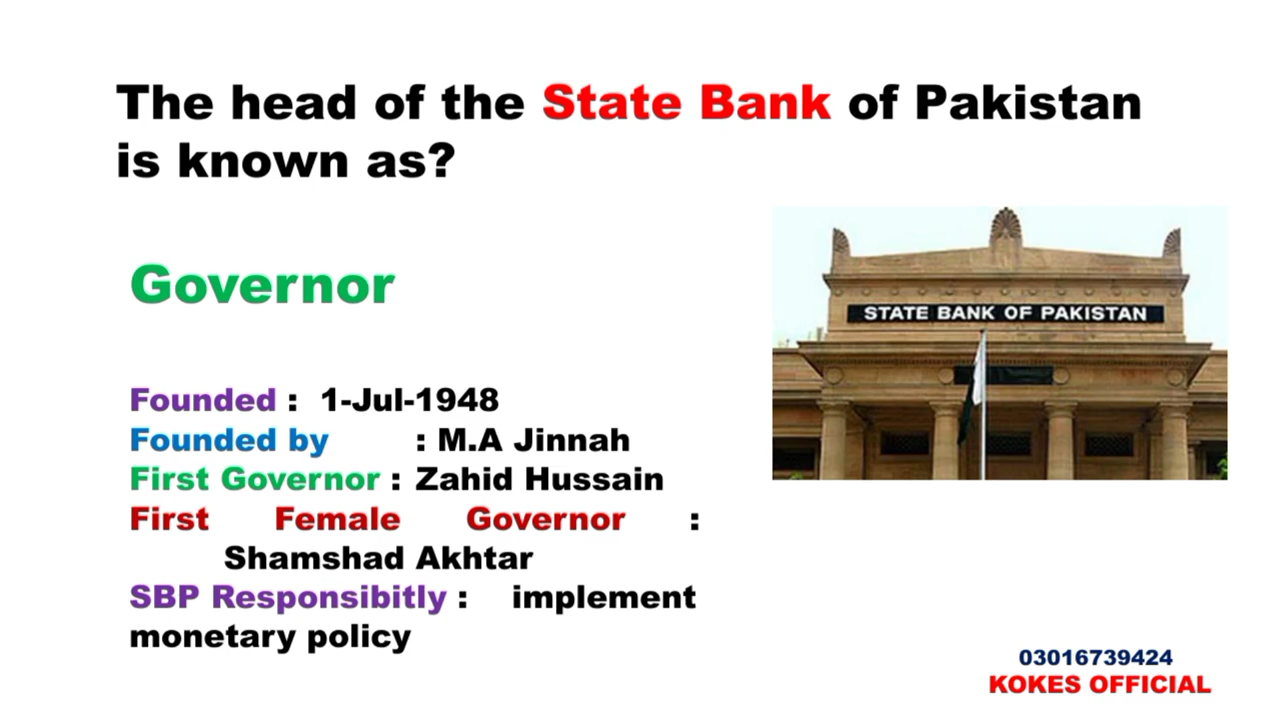 The head of the State Bank of Pakistan
is known as?
Governor
STATE BANK OF PAKISTAN
Founded : 1-Jul-1948
Founded by : M.A Jinnah
First Governor : Zahid Hussain
First Female Governor :
Shamshad Akhtar
SBP Responsibitly : implement
monetary policy
03016739424
KOKES OFFICIAL